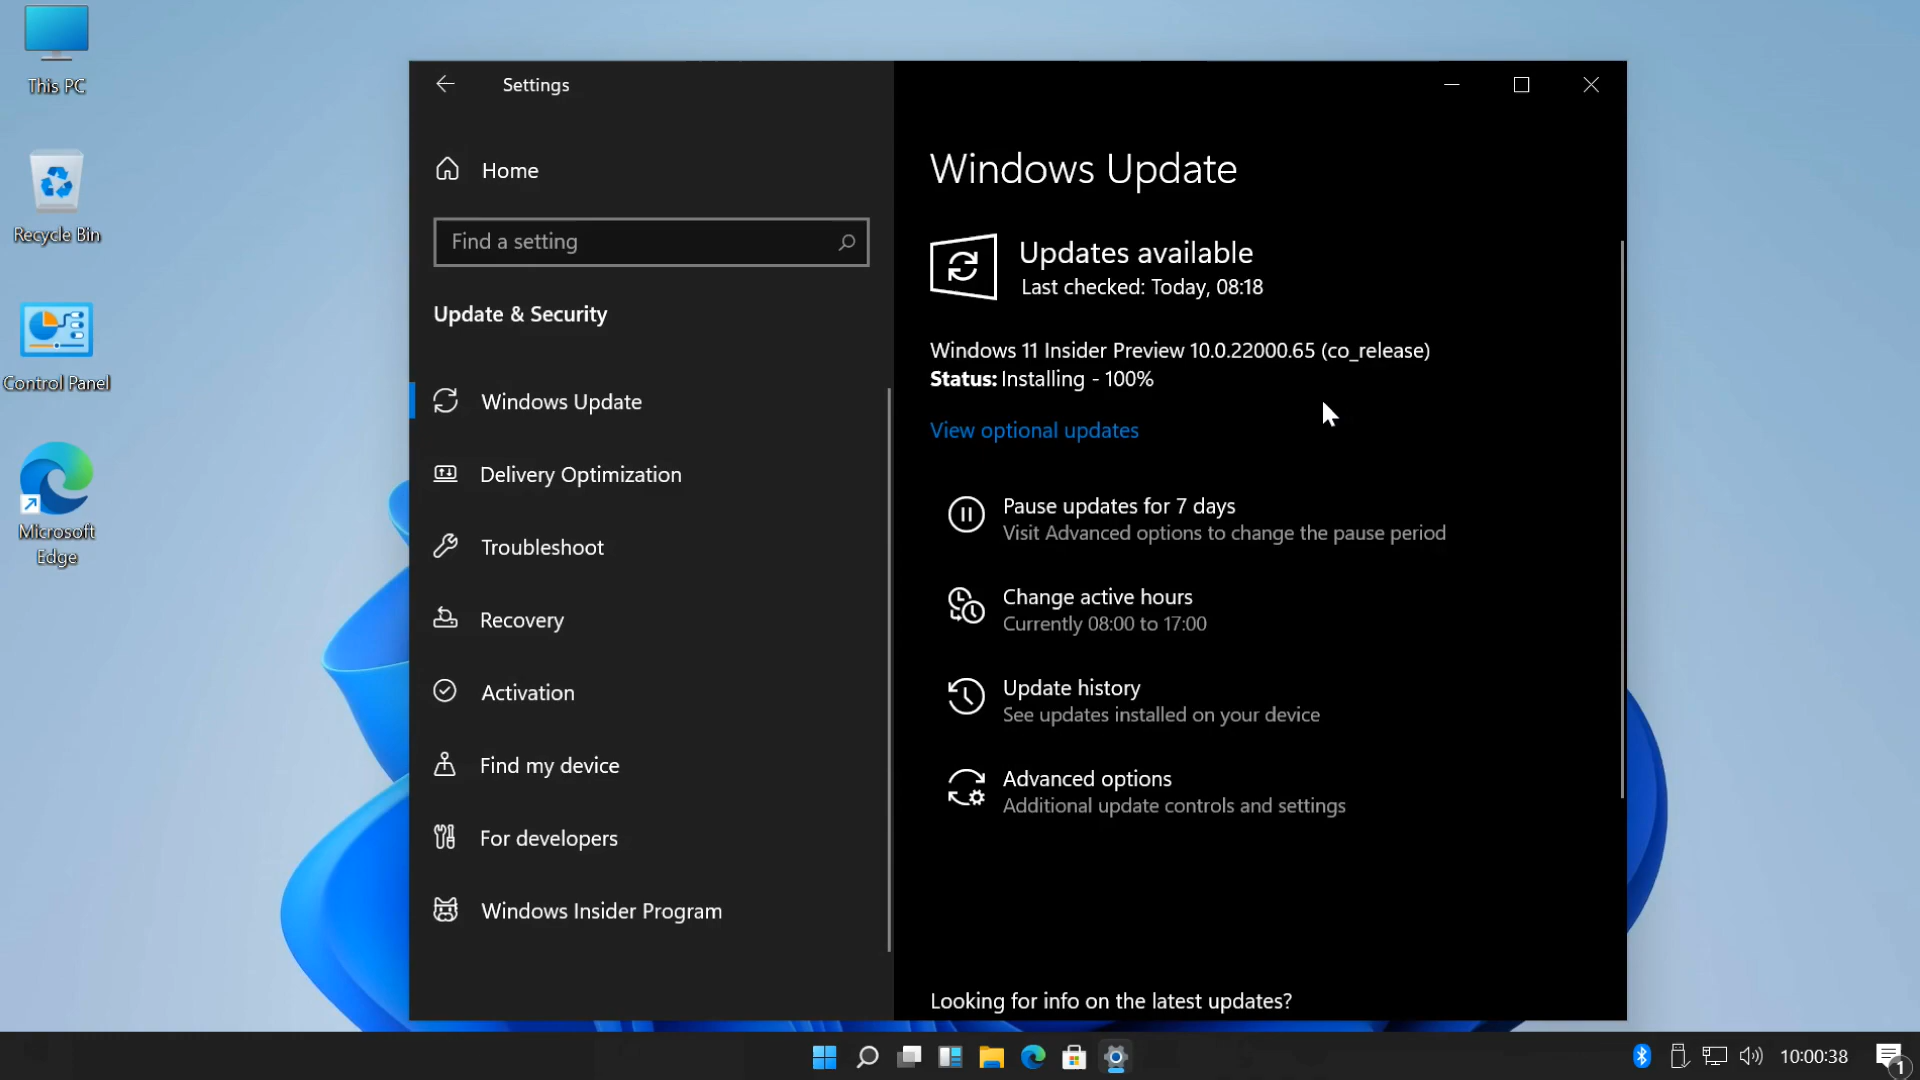 This PC
Recycle Bin
Control Panel
Microsoft
Edge
Settings
Home
Find a setting
Update & Security
Windows Update
Delivery Optimization
Troubleshoot
Recovery
Activation
Find my device
For developers
Windows Insider Program
Windows Update
Updates available
Last checked: Today, 08:18
Windows 11 Insider Preview 10.0.22000.65 (co_release)
Status: Installing - 100%
View optional updates
Pause updates for 7 days
Visit Advanced options to change the pause period
Change active hours
Currently 08:00 to 17:00
Update history
See updates installed on your device
Advanced options
Additional update controls and settings
Looking for info on the latest updates?
10:00:38
1